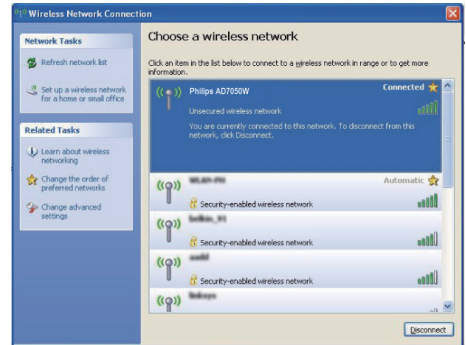 Wireless Network Connection
Network Tasks
Refresh network list
Set up a wireless network
for a home or small office
Related Tasks
Learn about wireless
networking
Change the order of
preferred networks
Change advanced
settings
Choose a wireless network
Click an item in the list below to connect to a wireless network in range or to get more
information.
Philips AD7050W
Connected
Unsecured wireless network
You are currently connected to this network. To disconnect from this
network, click Disconnect.
Automatic
Security-enabled wireless network
Security-enabled wireless network
Security-enabled wireless network
Disconnect